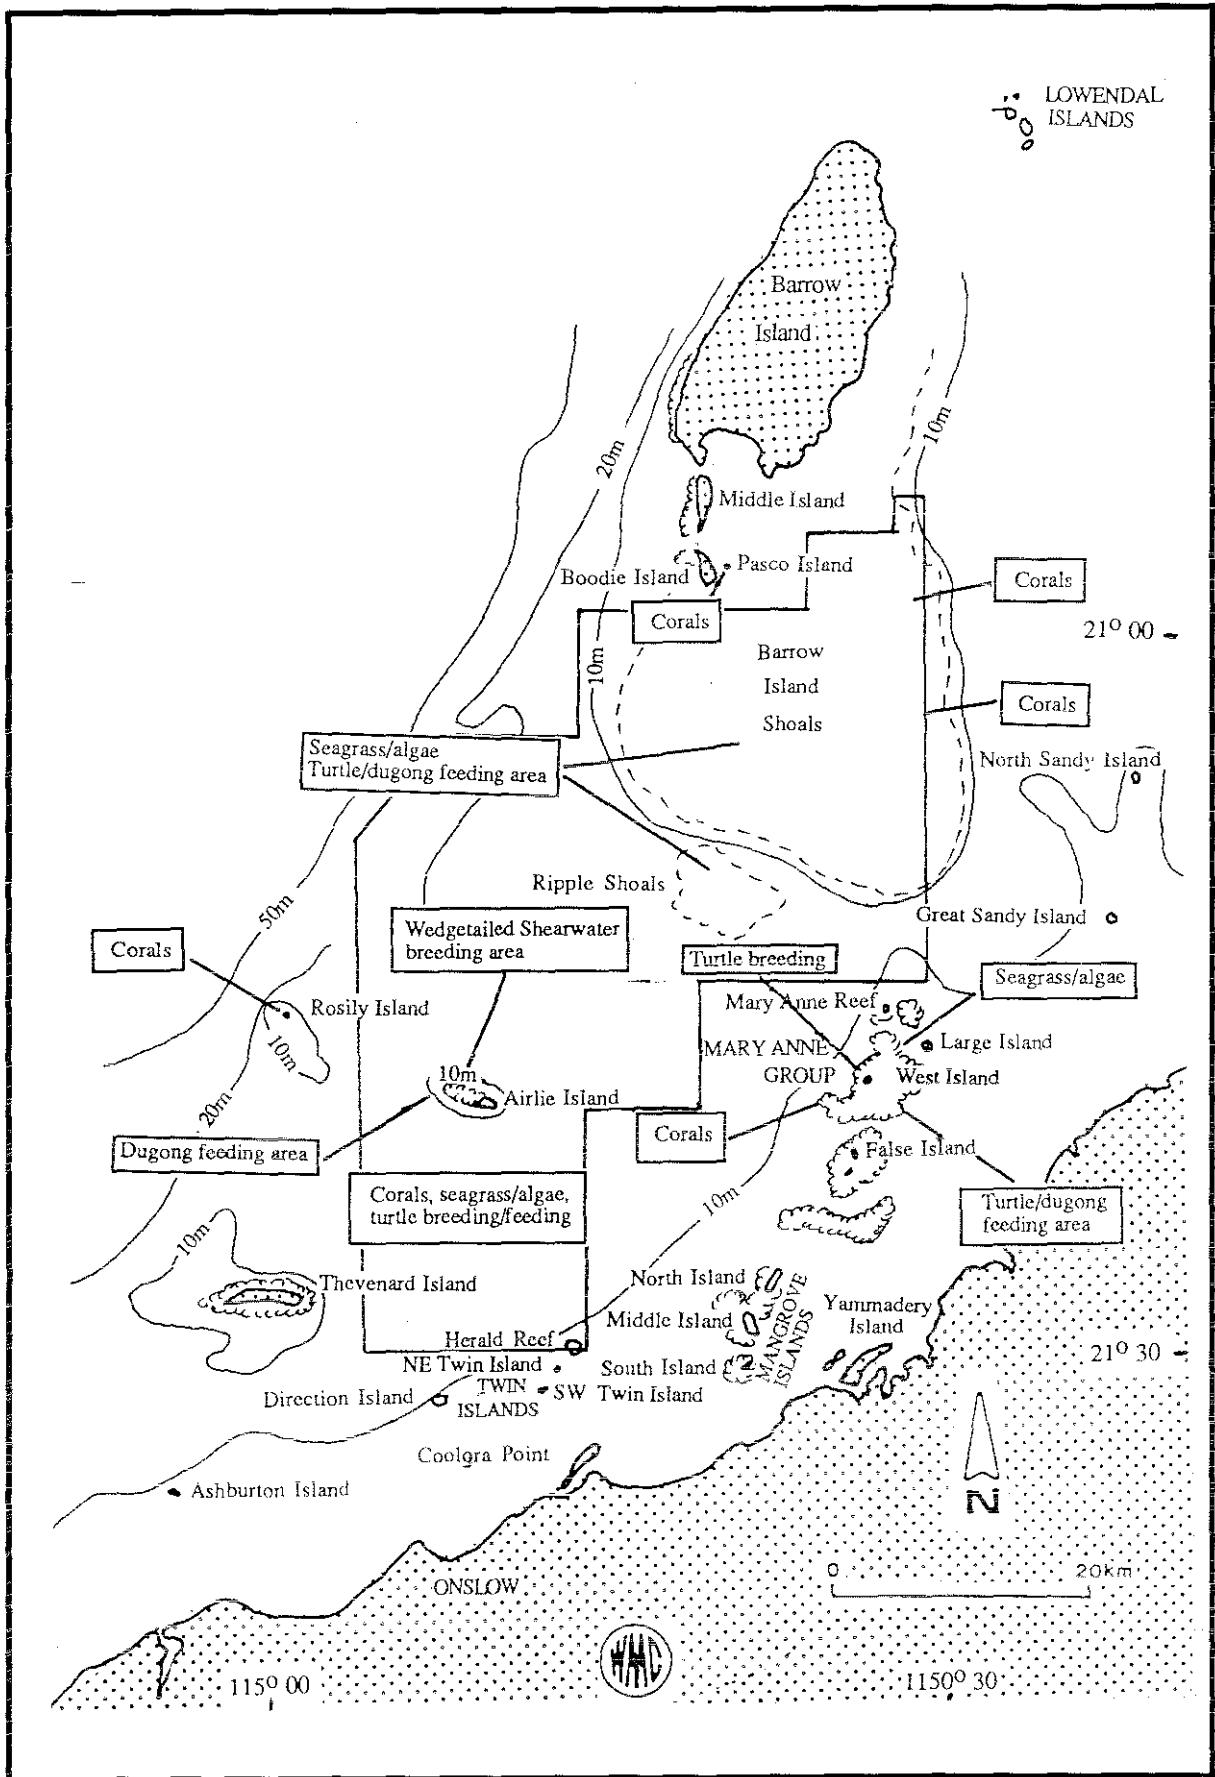 LOWENDAL
ISLANDS
Barrow
Island
10m
20m
Middle Island
Boodie Island
Pasco Island
Corals
Corals
21° 00
10m
Barrow
Island
Shoals
Corals
Seagrass/algae
Turtle/dugong feeding area
North Sandy Island
50m
Ripple Shoals
Great Sandy Island
Wedgetailed Shearwater
breeding area
Corals
Turtle breeding
Seagrass/algae
Rosily Island
10m
Mary Anne Reef
Large Island
MARY ANNE
GROUP
West Island
10m
Airlie Island
20m
Corals
Dugong feeding area
False Island
Corals, seagrass/algae,
turtle breeding/feeding
10m
Turtle/dugong
feeding area
10m
Thevenard Island
North Island
Middle Island
South Island
MANGROVE
ISLANDS
Yammadery
Island
Herald Reef
NE Twin Island
21° 30
Direction Island
TWIN
ISLANDS
SW Twin Island
Coolgra Point
Ashburton Island
N
0 20km
ONSLOW
WMC
115° 00
1150° 30